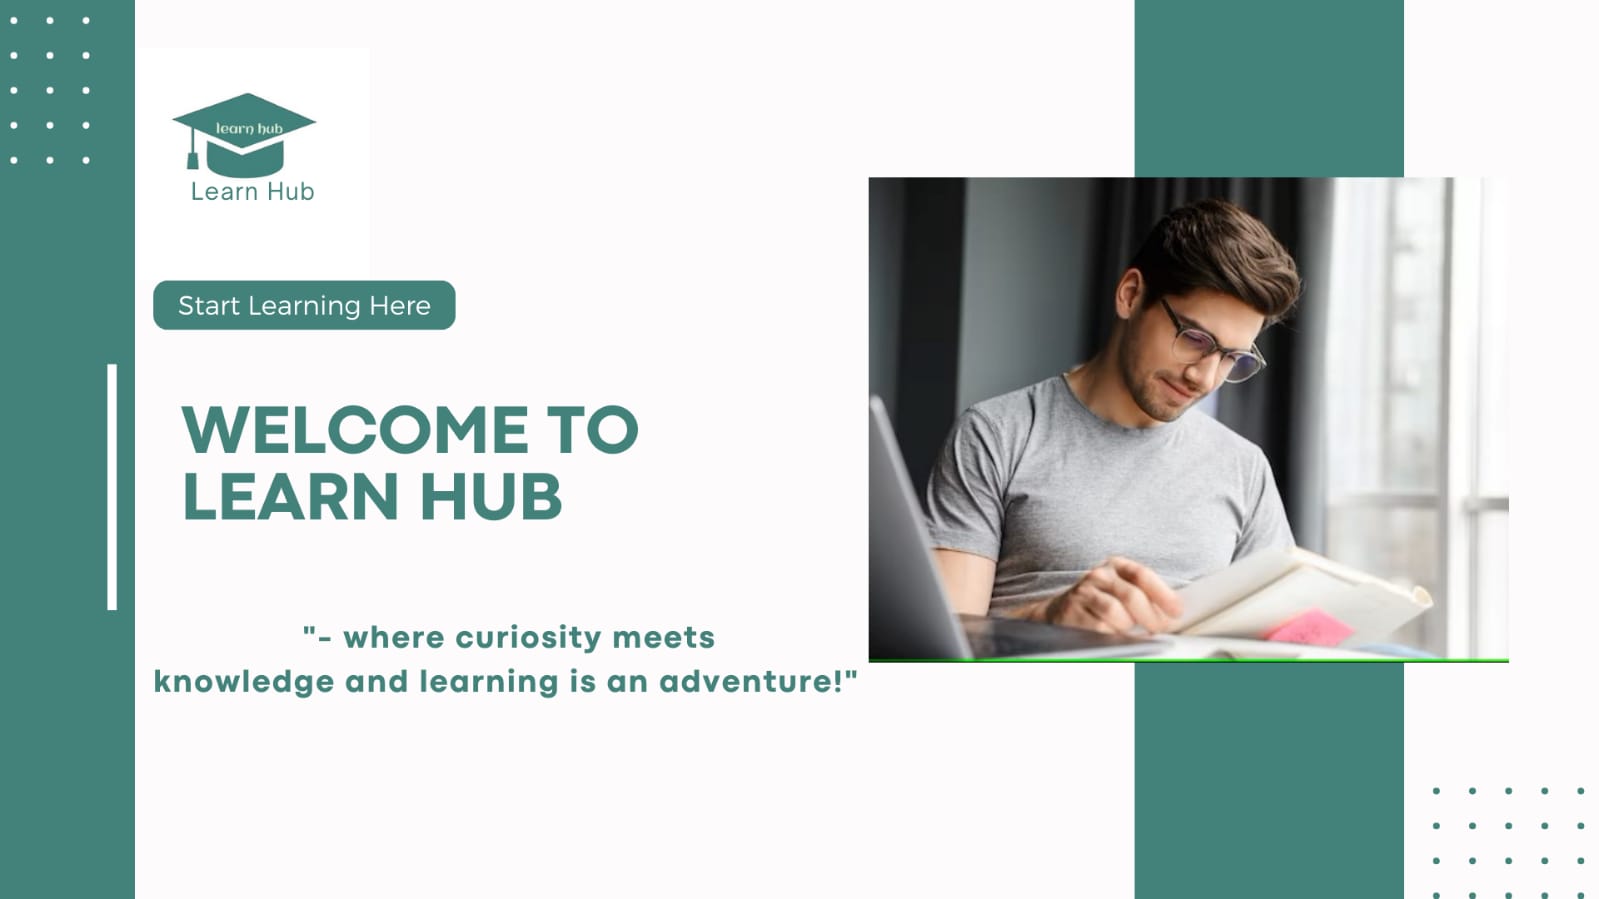 learn hub
Learn Hub
Start Learning Here
WELCOME TO
LEARN HUB
"- where curiosity meets
knowledge and learning is an adventure!"